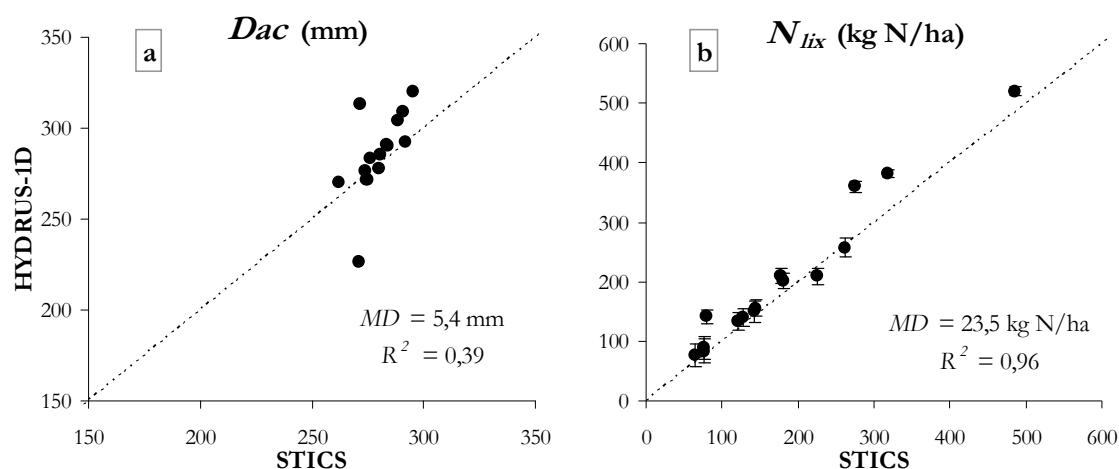 Dac (mm)
a
350
300
250
200
150
HYDRUS-1D
MD = 5,4 mm
R² = 0,39
150 200 250 300 350
STICS
N_lix (kg N/ha)
b
600
500
400
300
200
100
0
MD = 23,5 kg N/ha
R² = 0,96
0 100 200 300 400 500 600
STICS